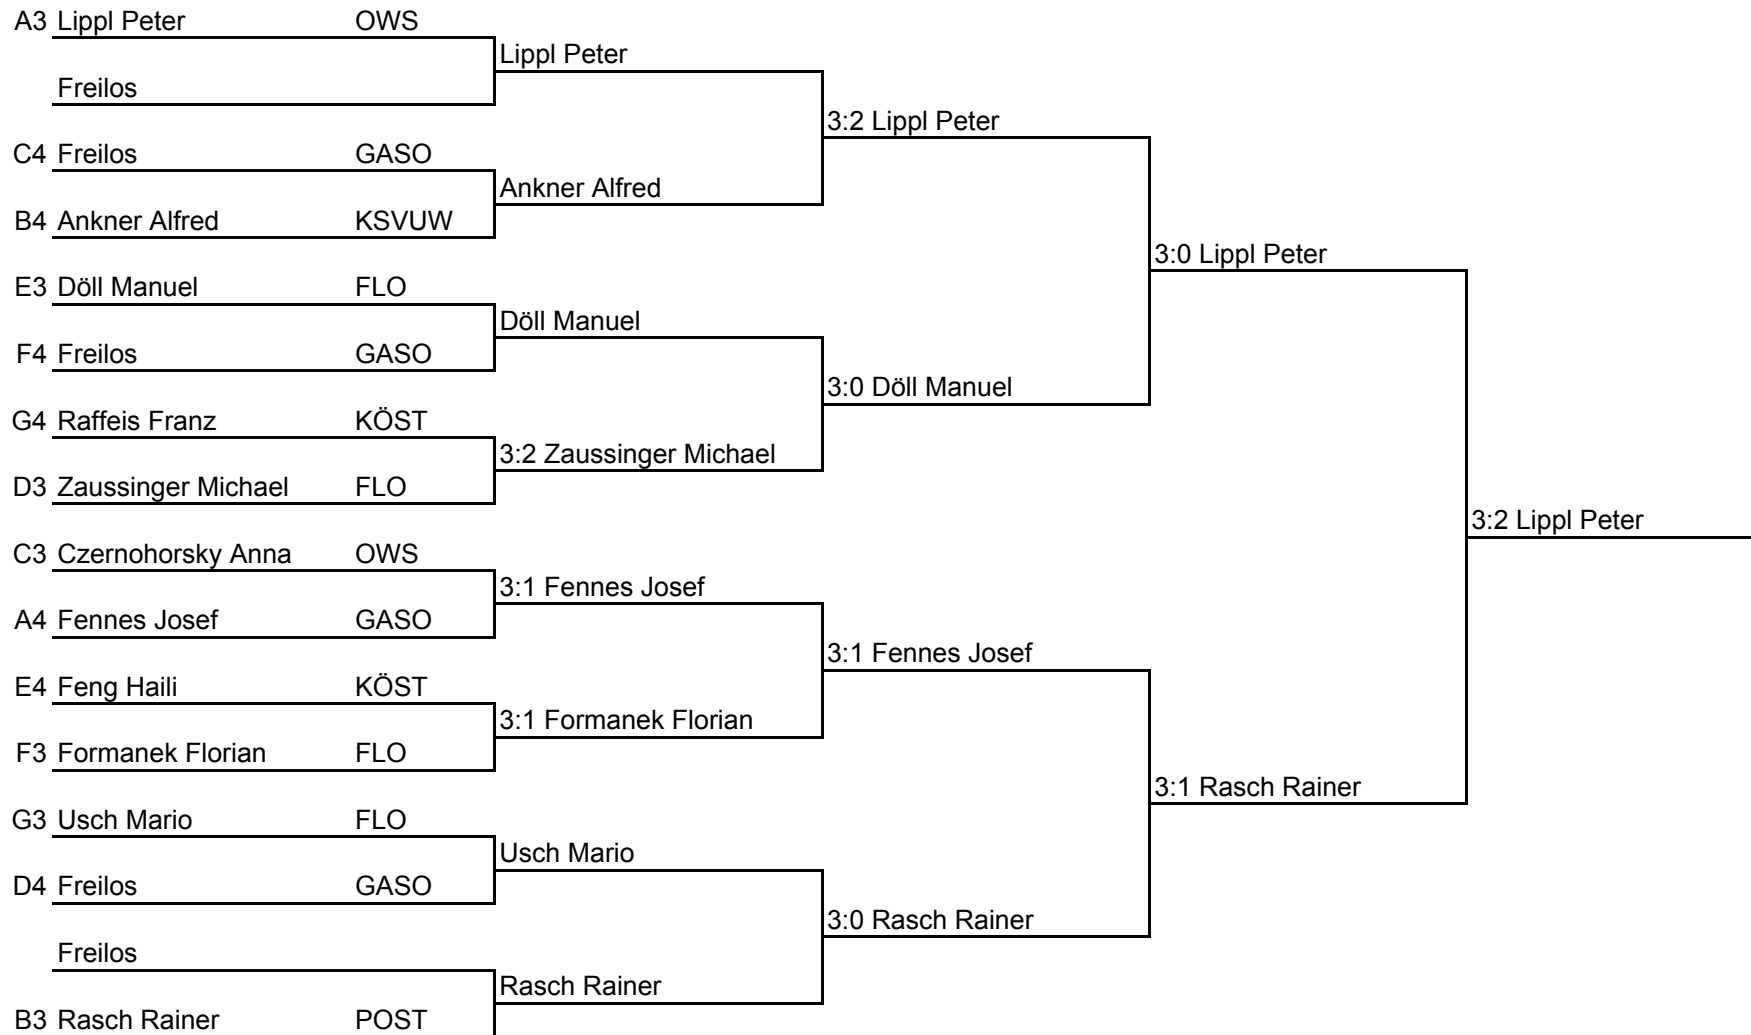 A3 Lippl Peter OWS
Lippl Peter
Freilos
3:2 Lippl Peter
C4 Freilos GASO
Ankner Alfred
B4 Ankner Alfred KSVUW
3:0 Lippl Peter
E3 Döll Manuel FLO
Döll Manuel
F4 Freilos GASO
3:0 Döll Manuel
G4 Raffeis Franz KÖST
3:2 Zaussinger Michael
D3 Zaussinger Michael FLO
3:2 Lippl Peter
C3 Czernohorsky Anna OWS
3:1 Fennes Josef
A4 Fennes Josef GASO
3:1 Fennes Josef
E4 Feng Haili KÖST
3:1 Formanek Florian
F3 Formanek Florian FLO
3:1 Rasch Rainer
G3 Usch Mario FLO
Usch Mario
D4 Freilos GASO
3:0 Rasch Rainer
Freilos
Rasch Rainer
B3 Rasch Rainer POST